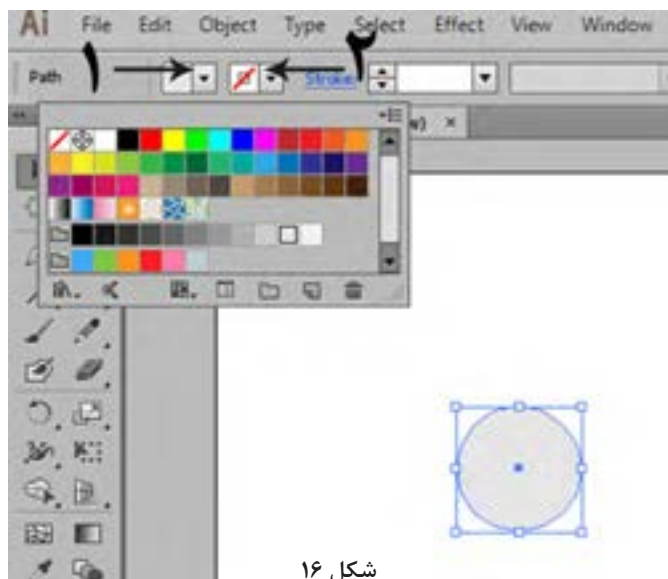 Ai File Edit Object Type Select Effect View Window
Path ۱ ۲ Stroke:
w) ×
شکل ۱۶